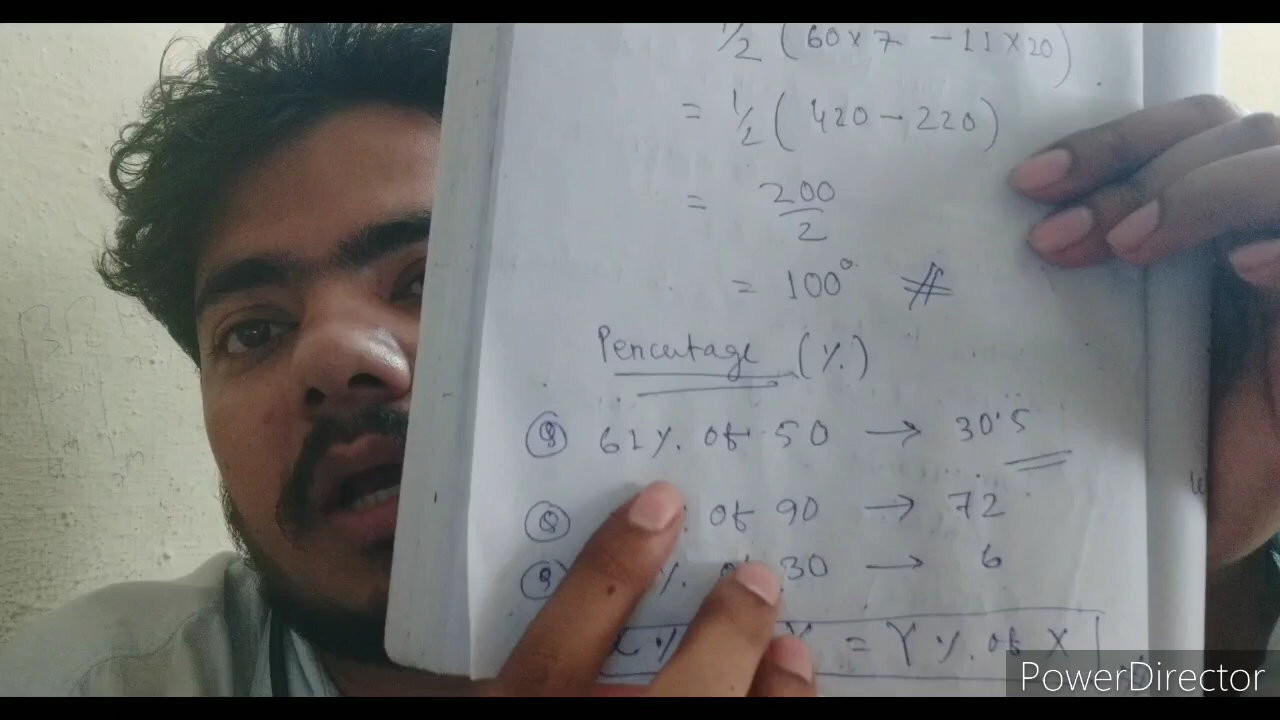 1/2 ( 60 x 7 - 11 x 20 )
= 1/2 ( 420 - 220 )
= 200/2
= 100°
Percentage (%)
Q 61% of 50 → 30.5
Q of 90 → 72
Q % of 30 → 6
% Y = Y % of X
PowerDirector